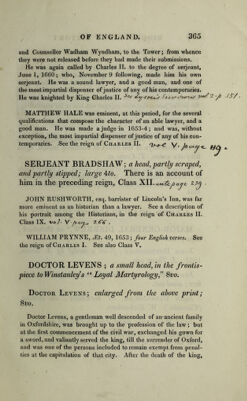 OF ENGLAND. 365
and Counsellor Wadham Wyndham, to the Tower; from whence
they were not released before they had made their submissions.
He was again called by Charles II. to the degree of serjeant,
June 1, 1660; who, November 9 following, made him his own
serjeant. He was a sound lawyer, and a good man, and one of
the most impartial dispenser of justice of any of his contemporaries.
He was knighted by King Charles II.
MATTHEW HALE was eminent, at this period, for the several
qualifications that compose the character of an able lawyer, and a
good man. He was made a judge in 1653-4; and was, without
exception, the most impartial dispenser of justice of any of his con-
temporaries. See the reign of CHARLES II. vol V. page 119.
SERJEANT BRADSHAW; a head, partly scraped,
and partly stipped; large 4to. There is an account of
him in the preceding reign, Class XII. ante page 239.
JOHN RUSHWORTH, esq. barrister of Lincoln's Inn, was far
more eminent as an historian than a lawyer. See a description of
his portrait among the Historians, in the reign of CHARLES II.
Class IX. vol. V. page
WILLIAM PRYNNE, Æt. 49, 1653; four English verses. See
the reign of CHARLES I. See also Class V.
DOCTOR LEVENS; a small head, in the frontis-
piece to Winstanley's "Loyal Martyrology," 8vo.
DOCTOR LEVENS; enlarged from the above print;
8vo.
Doctor Levens, a gentleman well descended of an ancient family
in Oxfordshire, was brought up to the profession of the law; but
at the first commencement of the civil war, exchanged his gown for
a sword, and valiantly served the king, till the surrender of Oxford,
and was one of the persons included to remain exempt from penal-
ties at the capitulation of that city. After the death of the king,